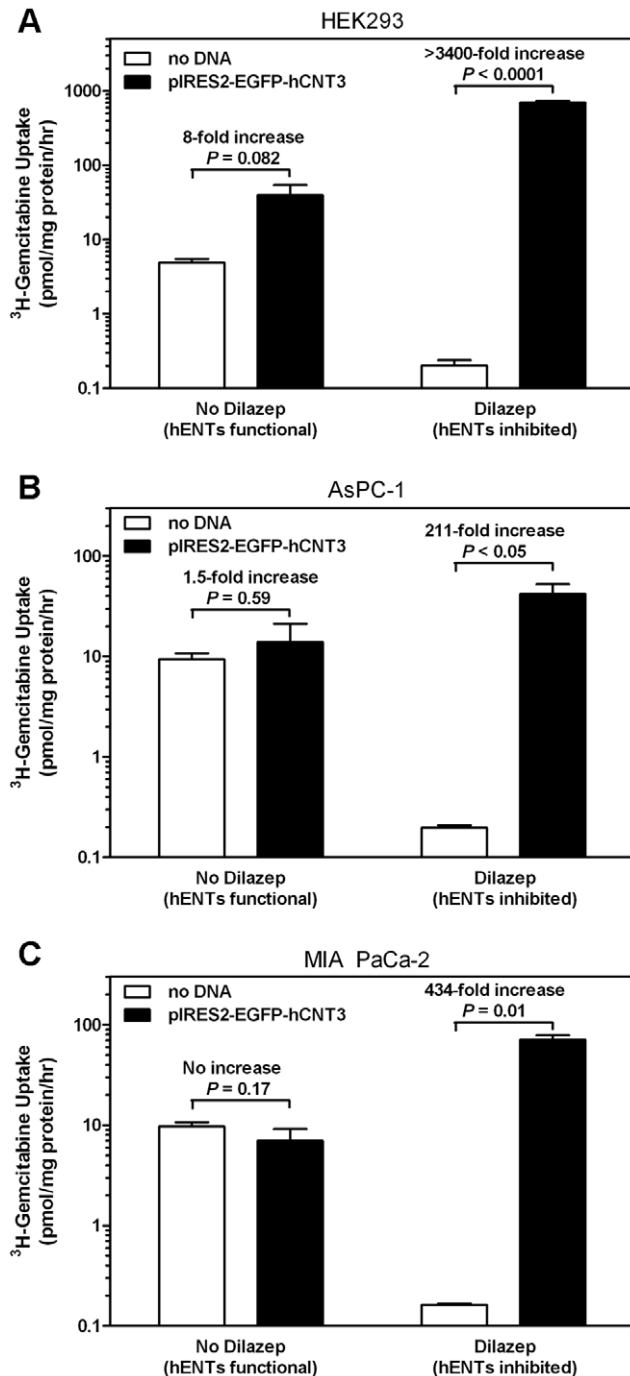 A
HEK293
no DNA
pIRES2-EGFP-hCNT3
>3400-fold increase
P < 0.0001
8-fold increase
P = 0.082
³H-Gemcitabine Uptake
(pmol/mg protein/hr)
1000
100
10
1
0.1
No Dilazep
(hENTs functional)
Dilazep
(hENTs inhibited)
B
AsPC-1
no DNA
pIRES2-EGFP-hCNT3
211-fold increase
P < 0.05
1.5-fold increase
P = 0.59
³H-Gemcitabine Uptake
(pmol/mg protein/hr)
100
10
1
0.1
No Dilazep
(hENTs functional)
Dilazep
(hENTs inhibited)
C
MIA PaCa-2
no DNA
pIRES2-EGFP-hCNT3
434-fold increase
P = 0.01
No increase
P = 0.17
³H-Gemcitabine Uptake
(pmol/mg protein/hr)
100
10
1
0.1
No Dilazep
(hENTs functional)
Dilazep
(hENTs inhibited)